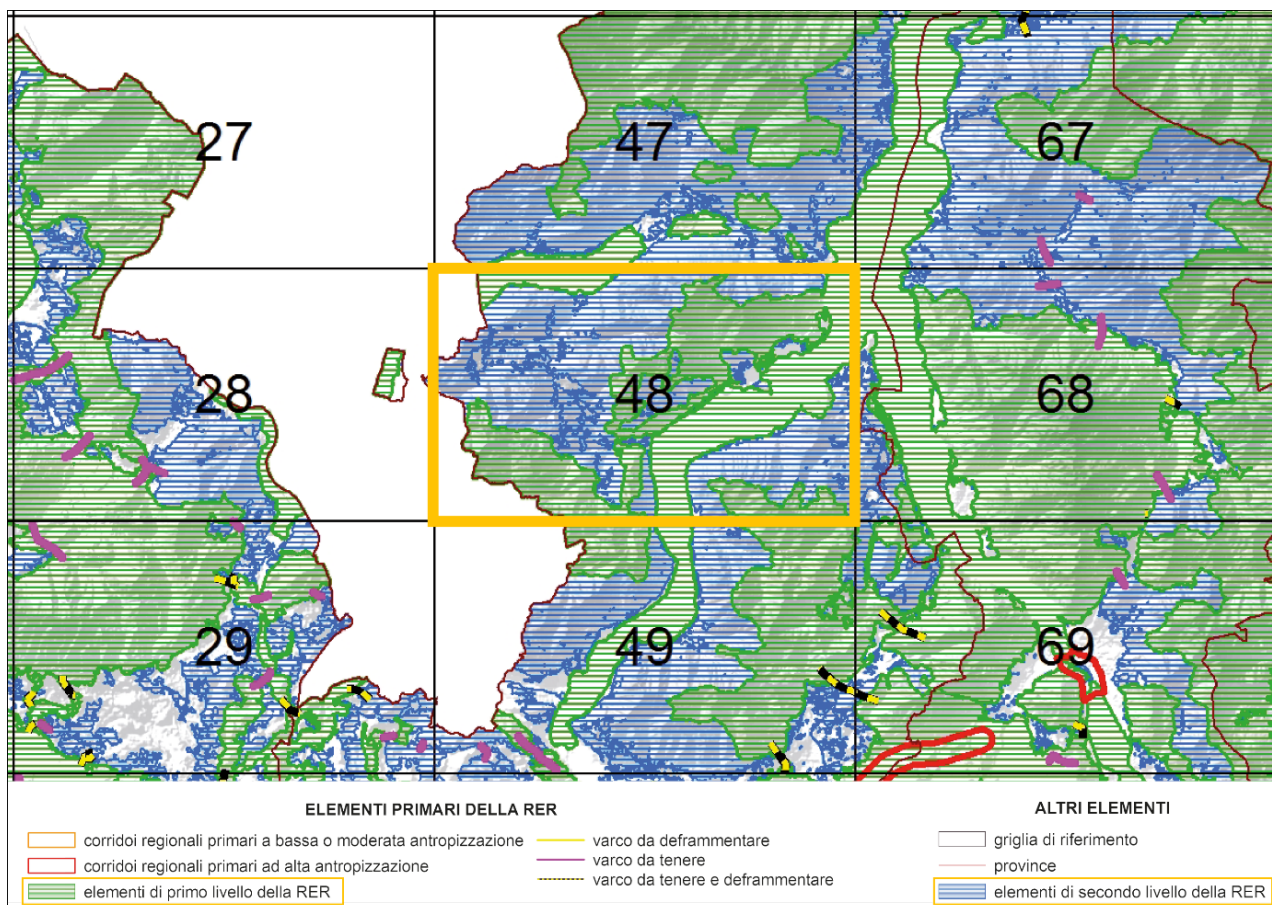 27
47
67
28
48
68
29
49
69
ELEMENTI PRIMARI DELLA RER
corridoi regionali primari a bassa o moderata antropizzazione
corridoi regionali primari ad alta antropizzazione
elementi di primo livello della RER
varco da deframmentare
varco da tenere
varco da tenere e deframmentare
ALTRI ELEMENTI
griglia di riferimento
province
elementi di secondo livello della RER